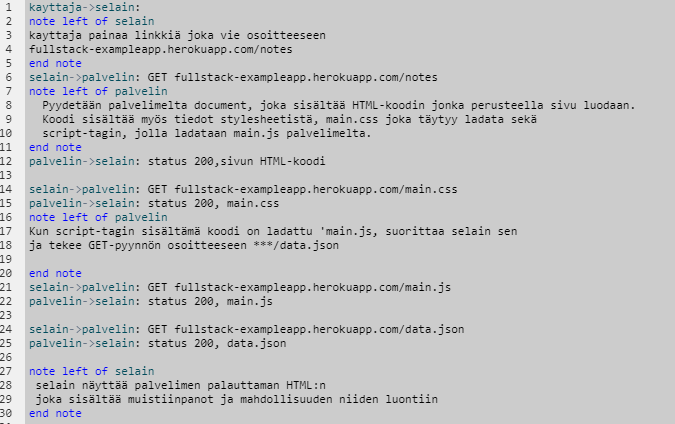 1 kayttaja->selain:
2 note left of selain
3 kayttaja painaa linkkiä joka vie osoitteeseen
4 fullstack-exampleapp.herokuapp.com/notes
5 end note
6 selain->palvelin: GET fullstack-exampleapp.herokuapp.com/notes
7 note left of palvelin
8 Pyydetään palvelimelta document, joka sisältää HTML-koodin jonka perusteella sivu luodaan.
9 Koodi sisältää myös tiedot stylesheetistä, main.css joka täytyy ladata sekä
10 script-tagin, jolla ladataan main.js palvelimelta.
11 end note
12 palvelin->selain: status 200,sivun HTML-koodi
13
14 selain->palvelin: GET fullstack-exampleapp.herokuapp.com/main.css
15 palvelin->selain: status 200, main.css
16 note left of palvelin
17 Kun script-tagin sisältämä koodi on ladattu 'main.js, suorittaa selain sen
18 ja tekee GET-pyynnön osoitteeseen ***/data.json
19
20 end note
21 selain->palvelin: GET fullstack-exampleapp.herokuapp.com/main.js
22 palvelin->selain: status 200, main.js
23
24 selain->palvelin: GET fullstack-exampleapp.herokuapp.com/data.json
25 palvelin->selain: status 200, data.json
26
27 note left of selain
28 selain näyttää palvelimen palauttaman HTML:n
29 joka sisältää muistiinpanot ja mahdollisuuden niiden luontiin
30 end note